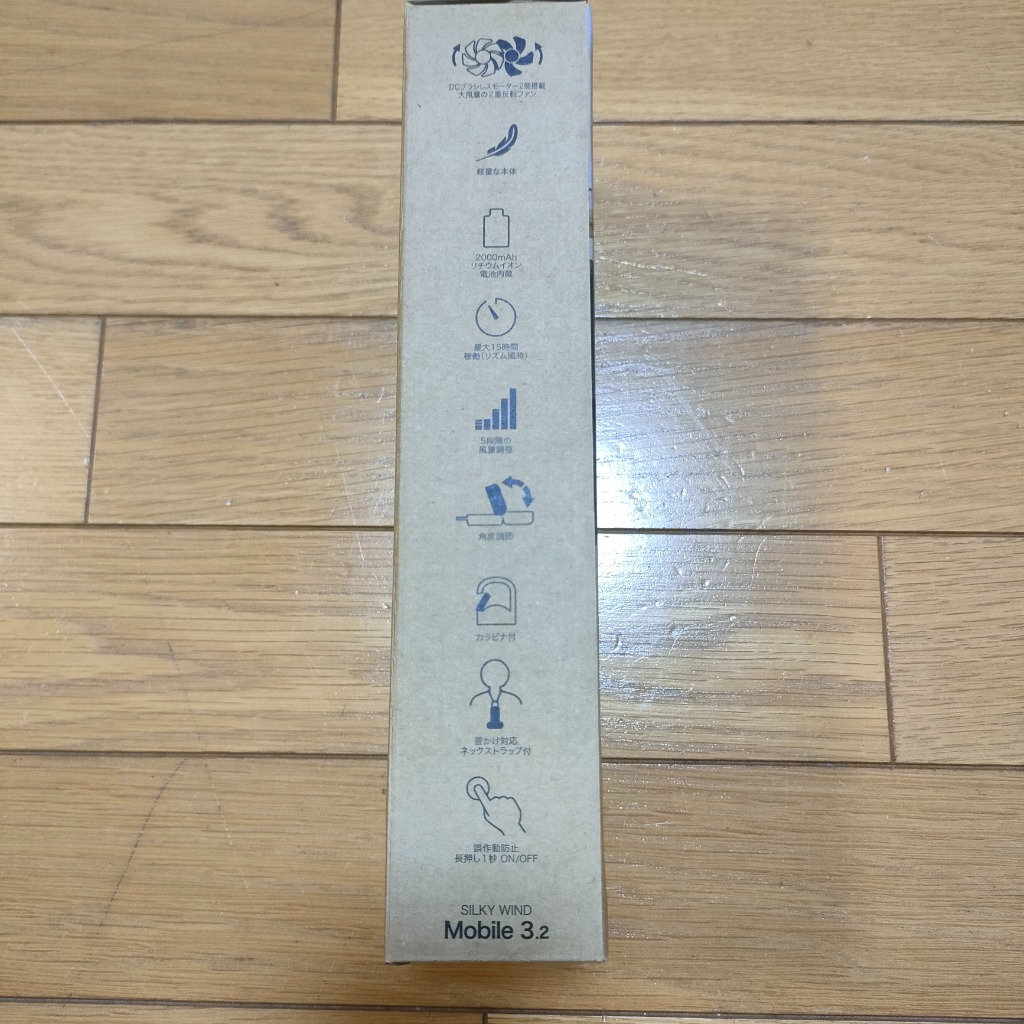 DCブラシレスモーター2個搭載
大風量の2重反転ファン
軽量な本体
2000mAh
リチウムイオン
電池内蔵
最大15時間
稼働(リズム風時)
5段階の
風量調整
角度調節
カラビナ付
首かけ対応
ネックストラップ付
誤作動防止
長押し1秒 ON/OFF
SILKY WIND
Mobile 3.2